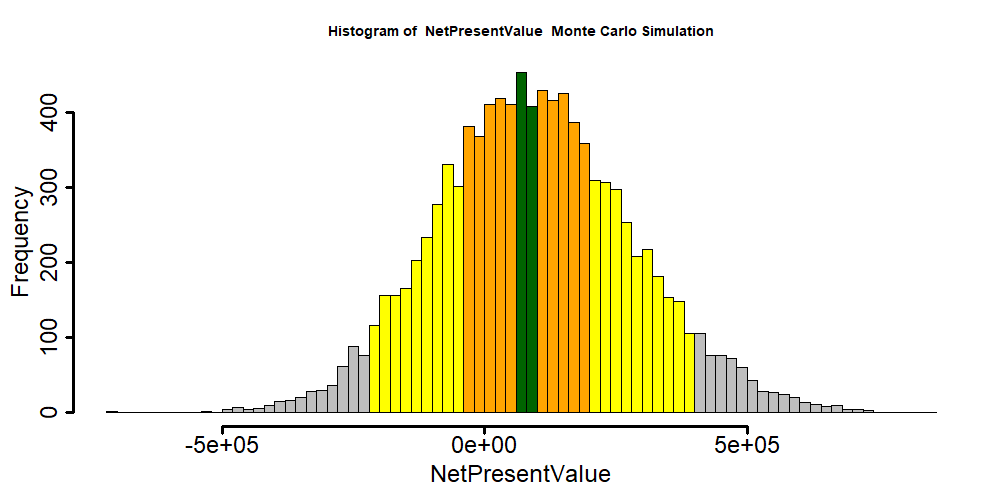 Histogram of  NetPresentValue  Monte Carlo Simulation
Frequency
400
300
200
100
0
-5e+05 0e+00 5e+05
NetPresentValue